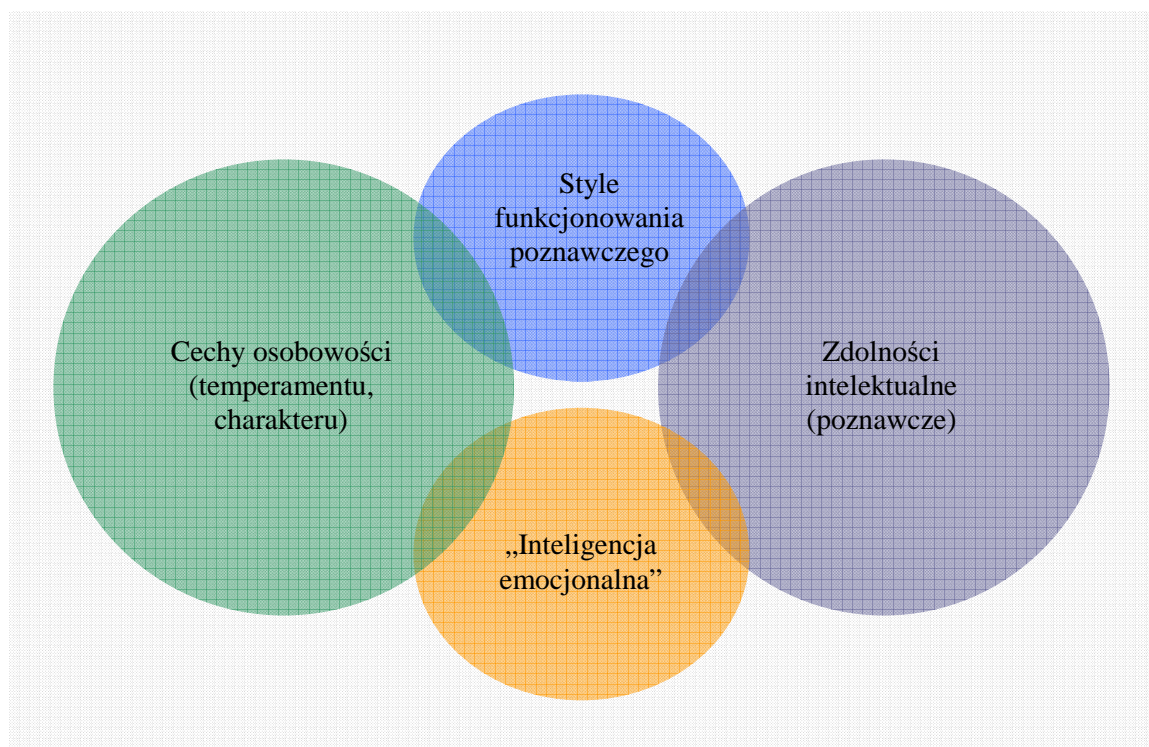 Style
funkcjonowania
poznawczego
Cechy osobowości
(temperamentu,
charakteru)
Zdolności
intelektualne
(poznawcze)
„Inteligencja
emocjonalna”